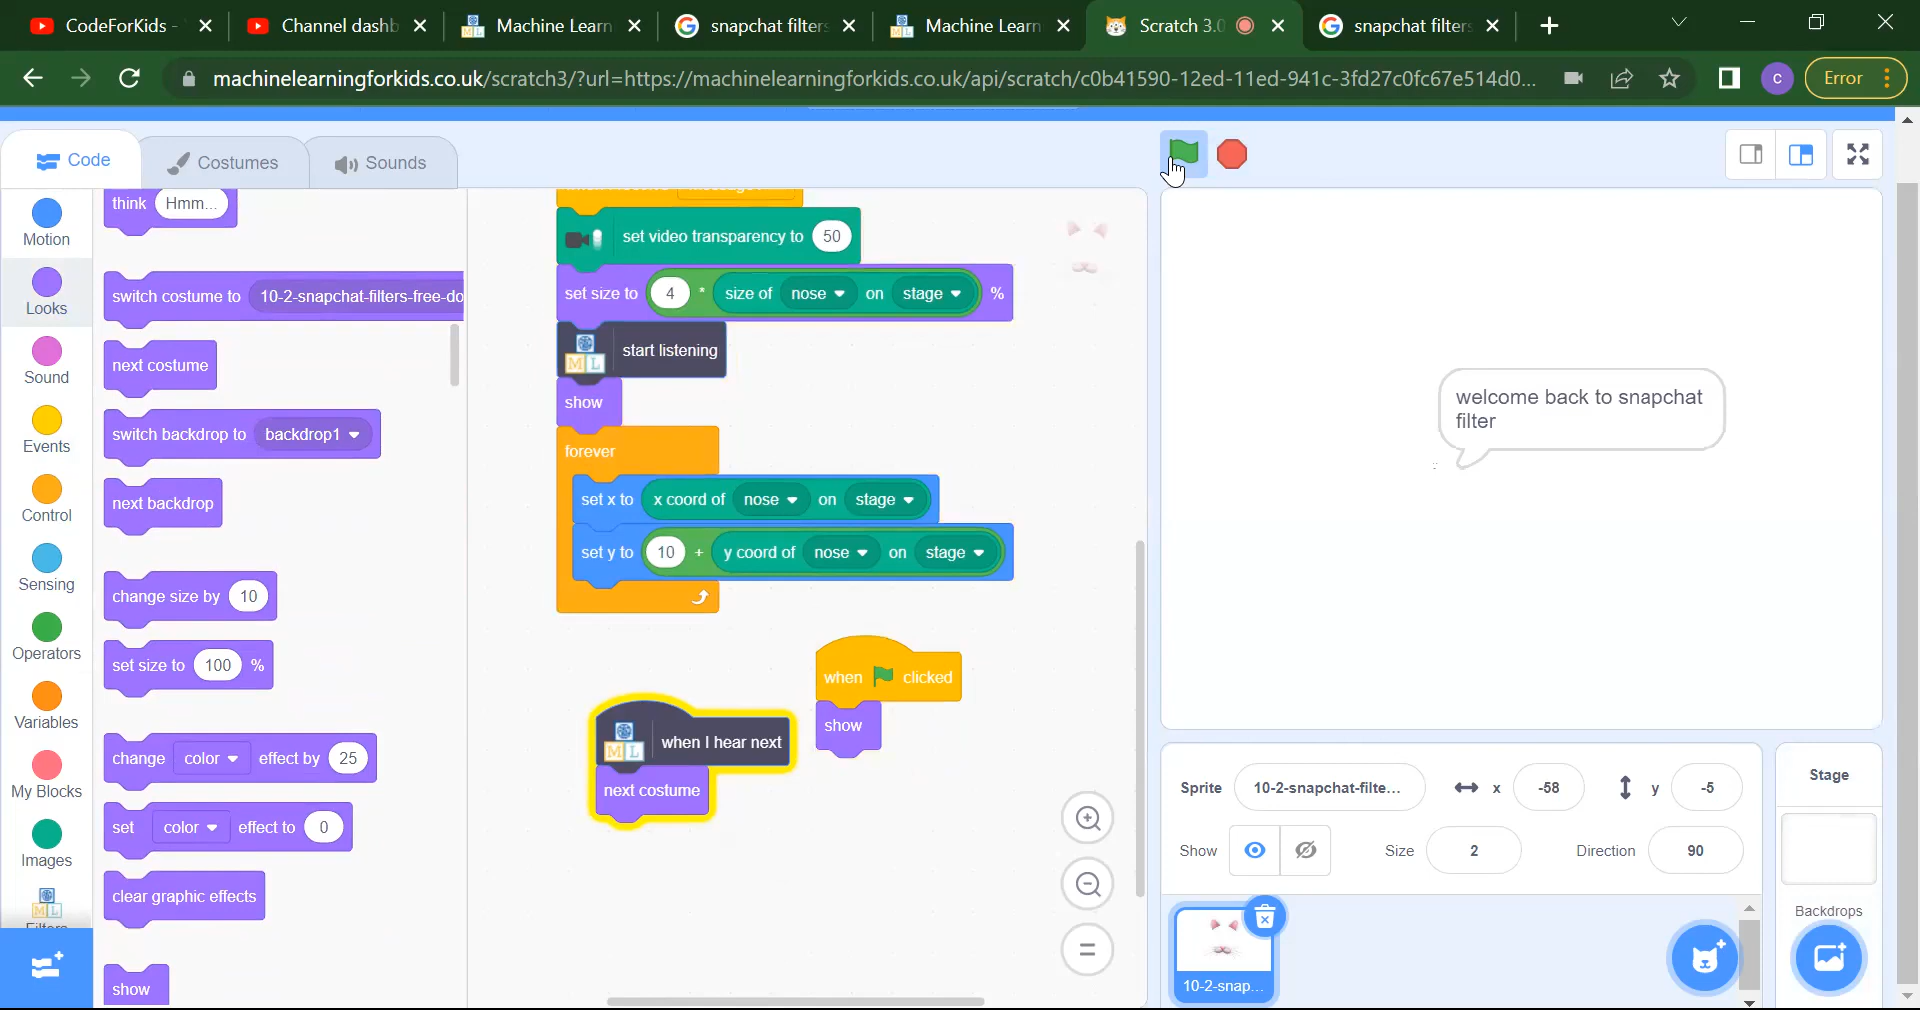 CodeForKids -
Channel dashb
Machine Learn
snapchat filters
Machine Learn
Scratch 3.0
snapchat filters
machinelearningforkids.co.uk/scratch3/?url=https://machinelearningforkids.co.uk/api/scratch/c0b41590-12ed-11ed-941c-3fd27c0fc67e514d0...
C
Error
Code
Costumes
Sounds
Motion
Looks
Sound
Events
Control
Sensing
Operators
Variables
My Blocks
Images
think Hmm...
switch costume to 10-2-snapchat-filters-free-do
next costume
switch backdrop to backdrop1
next backdrop
change size by 10
set size to 100 %
change color effect by 25
set color effect to 0
clear graphic effects
show
set video transparency to 50
set size to 4 * size of nose on stage %
ML start listening
show
forever
set x to x coord of nose on stage
set y to 10 + y coord of nose on stage
when clicked
show
ML when I hear next
next costume
welcome back to snapchat
filter
Sprite 10-2-snapchat-filte... x -58 y -5
Show Size 2 Direction 90
10-2-snap...
Stage
Backdrops